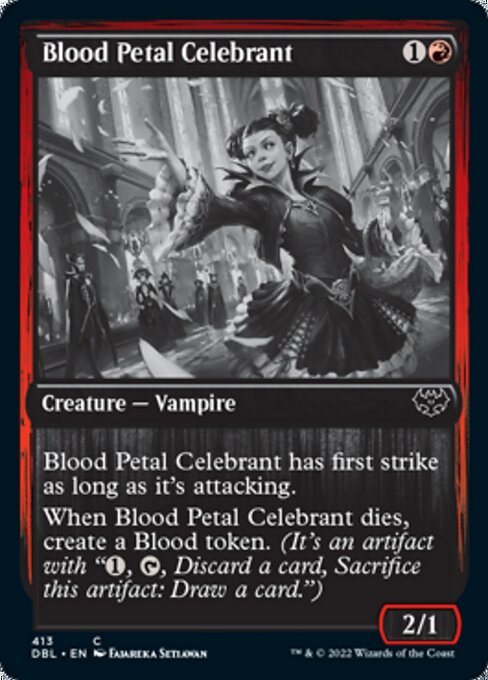 Blood Petal Celebrant 1
Creature — Vampire
Blood Petal Celebrant has first strike
as long as it's attacking.
When Blood Petal Celebrant dies,
create a Blood token. (It's an artifact
with “1, , Discard a card, Sacrifice
this artifact: Draw a card.”)
2/1
413 C
DBL • EN Fajareka Setiawan
™ & © 2022 Wizards of the Coast